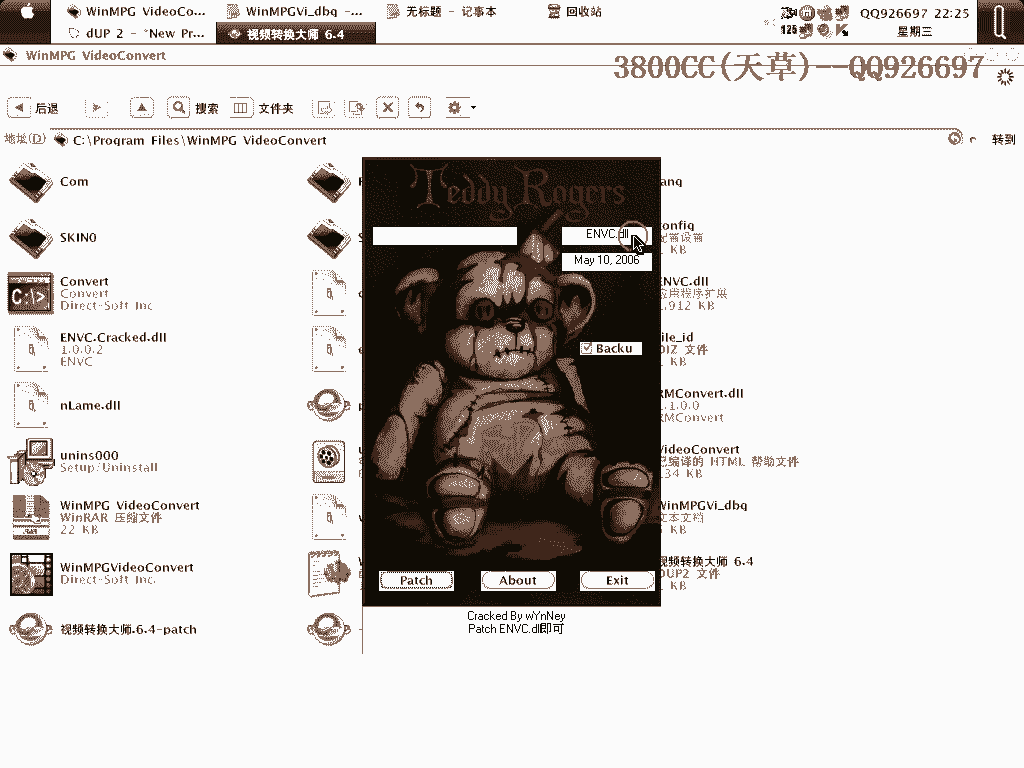 WinMPG VideoCo...
WinMPGVi_dbg -...
无标题 - 记事本
回收站
dUP 2 - *New Pr...
视频转换大师 6.4
125
QQ926697 22:25
星期三
WinMPG VideoConvert
3800CC(天草)--QQ926697
后退
搜索
文件夹
地址(D)
C:\Program Files\WinMPG VideoConvert
转到
Com
SKIN0
Convert
Convert
Direct-Soft Inc
ENVC.Cracked.dll
1.0.0.2
ENVC
nLame.dll
unins000
Setup/Uninstall
WinMPG VideoConvert
WinRAR 压缩文件
22 KB
WinMPGVideoConvert
Direct-Soft Inc.
视频转换大师.6.4-patch
Teddy Rogers
ENVC.dll
May 10, 2006
Backu
Patch
About
Exit
Cracked By wYnNey
Patch ENVC.dll即可
ang
onfig
配置设置
KB
ENVC.dll
应用程序扩展
,912 KB
ile_id
DIZ 文件
KB
RMConvert.dll
1.1.0.0
RMConvert
VideoConvert
已编译的 HTML 帮助文件
134 KB
WinMPGVi_dbg
文本文档
KB
视频转换大师 6.4
DUP2 文件
KB